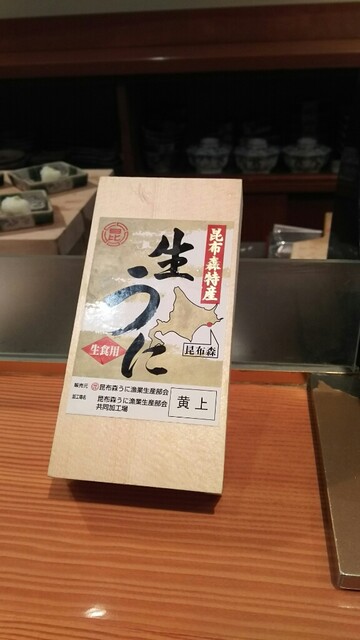 昆布森特産
生うに
昆布森
生食用
販売元 昆布森うに漁業生産部会
加工場名 昆布森うに漁業生産部会
共同加工場
黄上